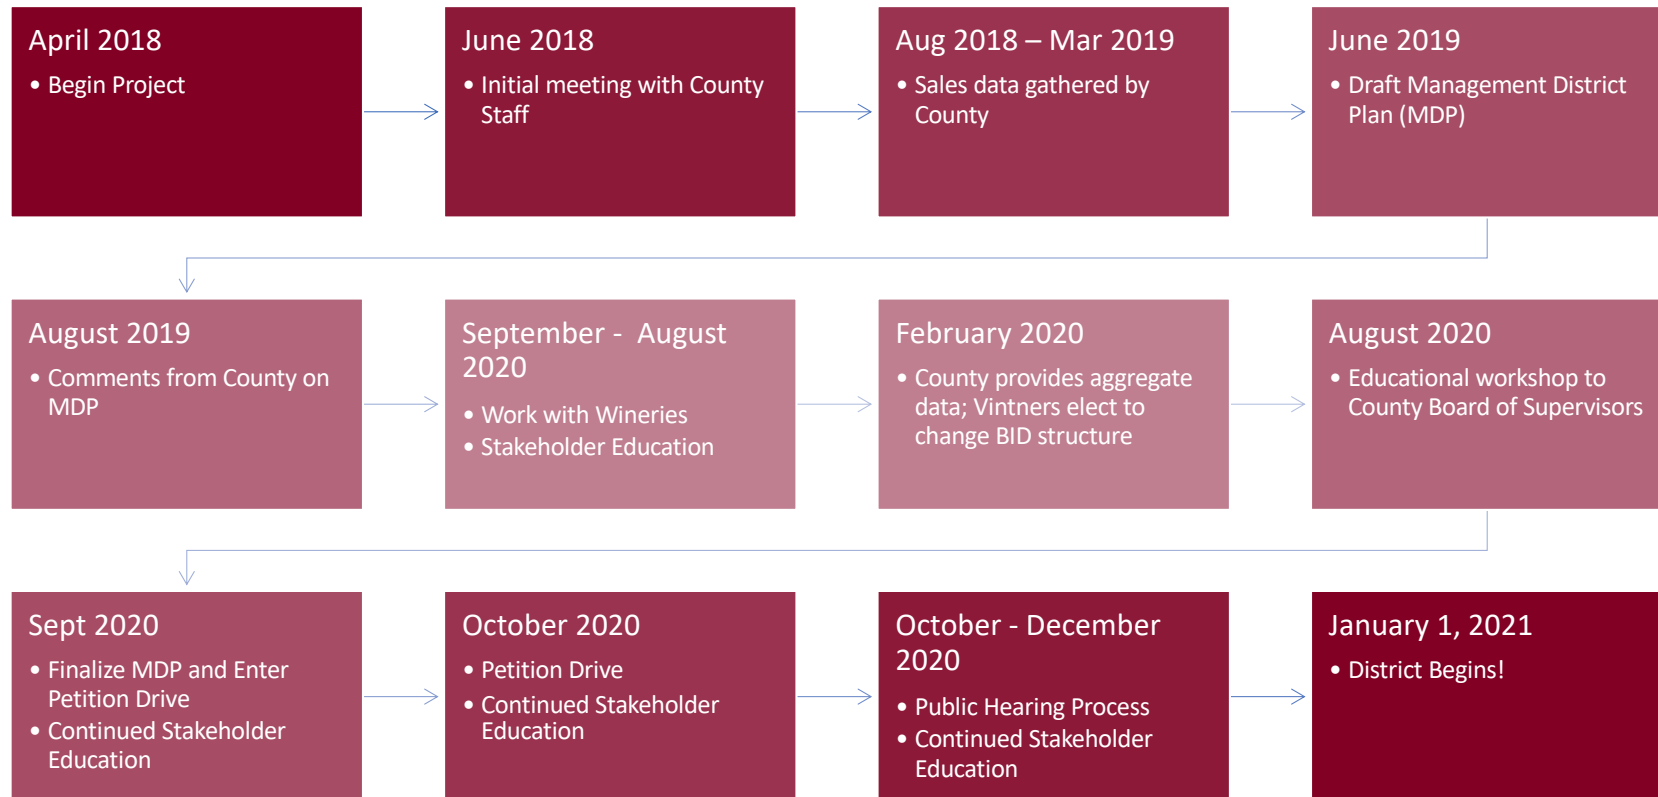 April 2018
• Begin Project
June 2018
• Initial meeting with County
Staff
Aug 2018 – Mar 2019
• Sales data gathered by
County
June 2019
• Draft Management District
Plan (MDP)
August 2019
• Comments from County on
MDP
September - August
2020
• Work with Wineries
• Stakeholder Education
February 2020
• County provides aggregate
data; Vintners elect to
change BID structure
August 2020
• Educational workshop to
County Board of Supervisors
Sept 2020
• Finalize MDP and Enter
Petition Drive
• Continued Stakeholder
Education
October 2020
• Petition Drive
• Continued Stakeholder
Education
October - December
2020
• Public Hearing Process
• Continued Stakeholder
Education
January 1, 2021
• District Begins!